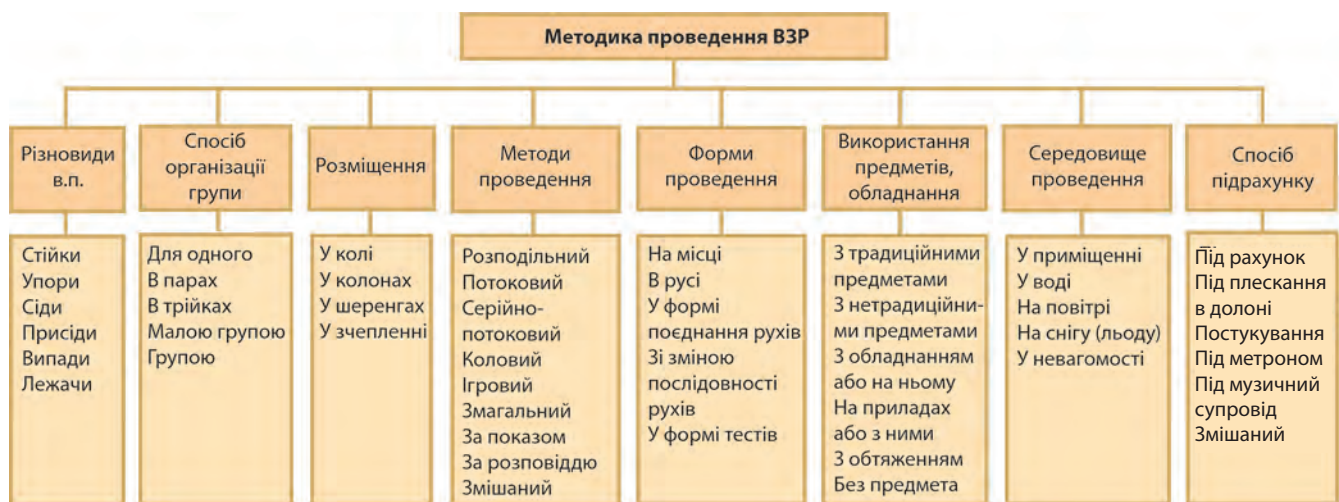 Методика проведення ВЗР
Різновиди
в.п.
Стійки
Упори
Сіди
Присіди
Випади
Лежачи
Спосіб
організації
групи
Для одного
В парах
В трійках
Малою групою
Групою
Розміщення
У колі
У колонах
У шеренгах
У зчепленні
Методи
проведення
Розподільний
Потоковий
Серійно-
потоковий
Коловий
Ігровий
Змагальний
За показом
За розповіддю
Змішаний
Форми
проведення
На місці
В русі
У формі
поєднання рухів
Зі зміною
послідовності
рухів
У формі тестів
Використання
предметів,
обладнання
З традиційними
предметами
З нетрадиційни-
ми предметами
З обладнанням
або на ньому
На приладах
або з ними
З обтяженням
Без предмета
Середовище
проведення
У приміщенні
У воді
На повітрі
На снігу (льоду)
У невагомості
Спосіб
підрахунку
Під рахунок
Під плескання
в долоні
Постукування
Під метроном
Під музичний
супровід
Змішаний